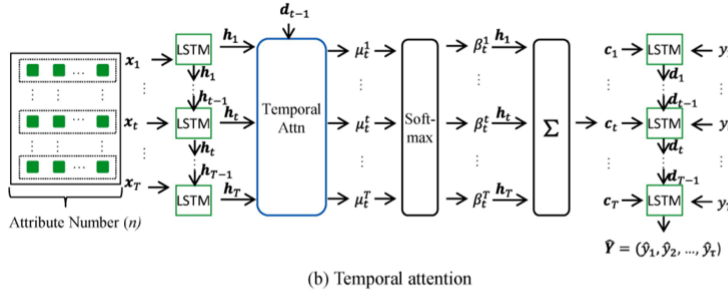 d_{t-1}
x_1 LSTM h_1 μ_t^1 β_t^1 h_1 c_1 LSTM
h_1 d_1
h_{t-1} d_{t-1}
x_t LSTM h_t Temporal Attn μ_t^t Soft-max β_t^t h_t Σ c_t LSTM
h_t d_t
h_{T-1} d_{T-1}
x_T LSTM h_T μ_t^T β_t^T h_T c_T LSTM
Attribute Number (n)
Ŷ = (ŷ_1, ŷ_2, ..., ŷ_τ)
(b) Temporal attention